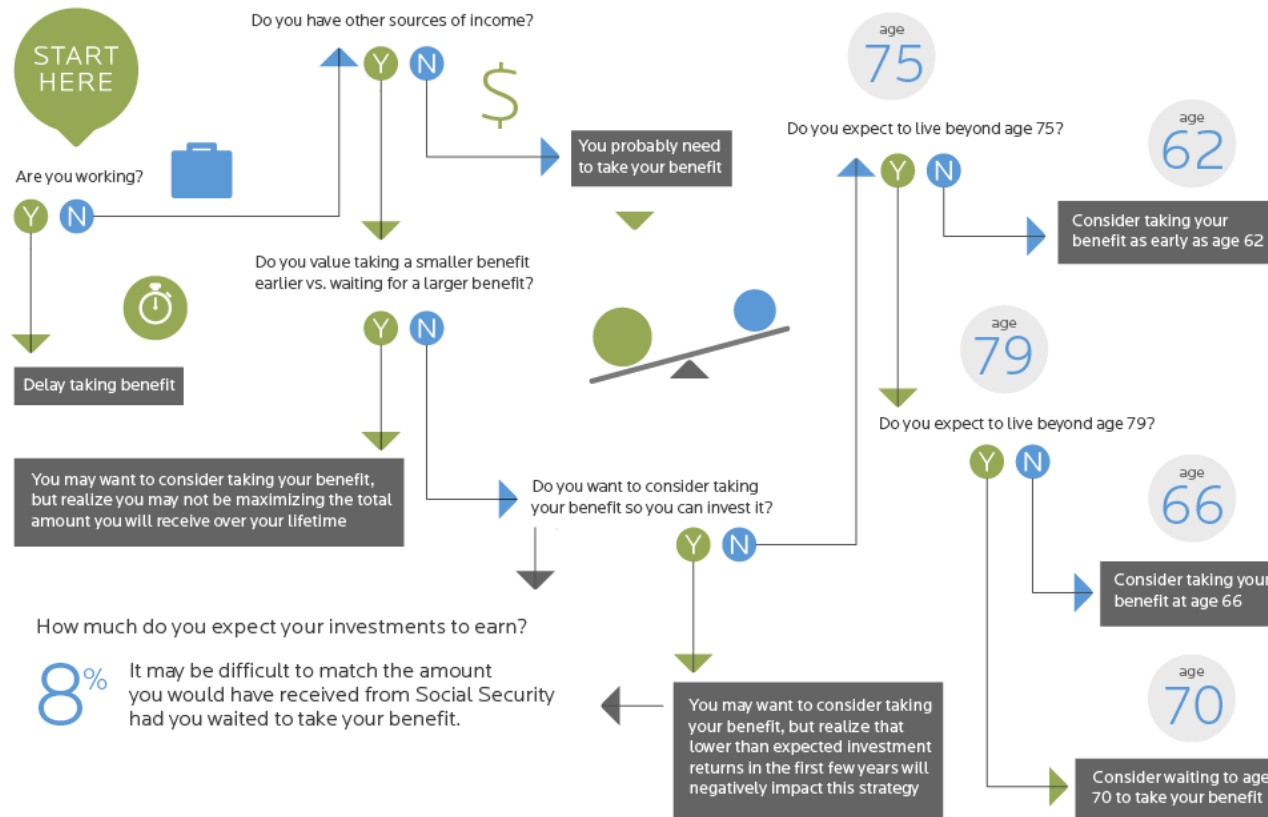 START
HERE
Are you working?
Y
N
Delay taking benefit
Do you have other sources of income?
Y
N
$
You probably need
to take your benefit
Do you value taking a smaller benefit
earlier vs. waiting for a larger benefit?
Y
N
You may want to consider taking your benefit,
but realize you may not be maximizing the total
amount you will receive over your lifetime
Do you want to consider taking
your benefit so you can invest it?
Y
N
How much do you expect your investments to earn?
8%
It may be difficult to match the amount
you would have received from Social Security
had you waited to take your benefit.
You may want to consider taking
your benefit, but realize that
lower than expected investment
returns in the first few years will
negatively impact this strategy
age
75
Do you expect to live beyond age 75?
Y
N
age
62
Consider taking your
benefit as early as age 62
age
79
Do you expect to live beyond age 79?
Y
N
age
66
Consider taking your
benefit at age 66
age
70
Consider waiting to age
70 to take your benefit